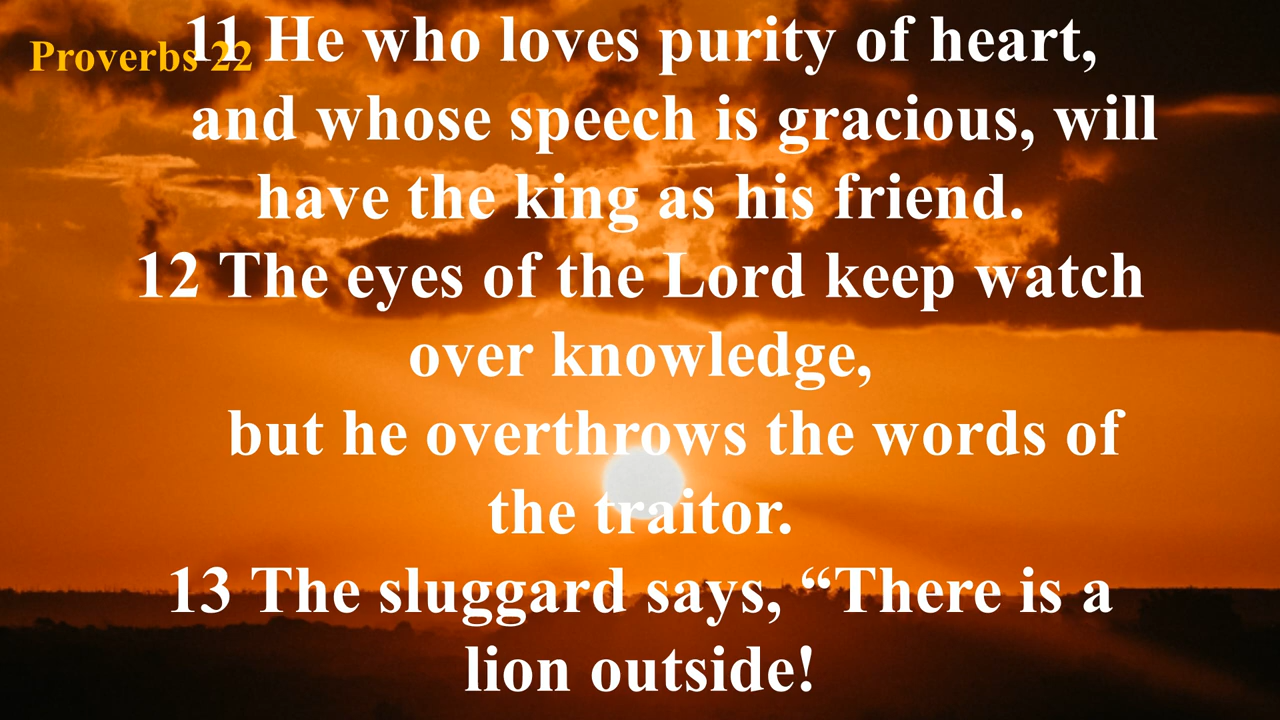 Proverbs 22
11 He who loves purity of heart,
and whose speech is gracious, will
have the king as his friend.
12 The eyes of the Lord keep watch
over knowledge,
but he overthrows the words of
the traitor.
13 The sluggard says, “There is a
lion outside!